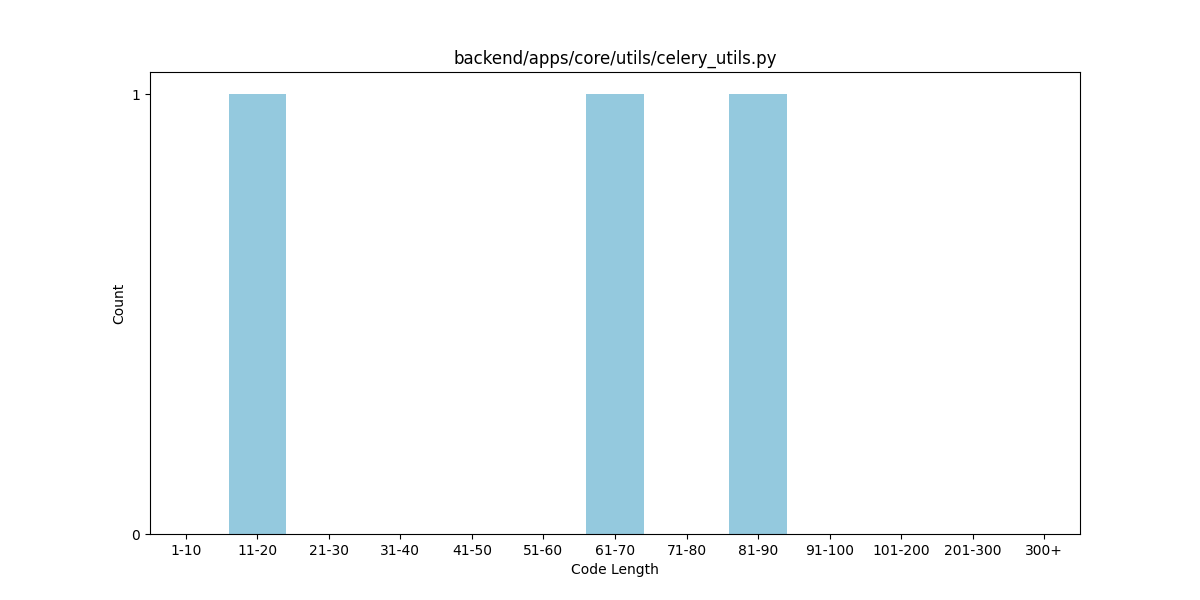 backend/apps/core/utils/celery_utils.py
1
Count
0
1-10 11-20 21-30 31-40 41-50 51-60 61-70 71-80 81-90 91-100 101-200 201-300 300+
Code Length